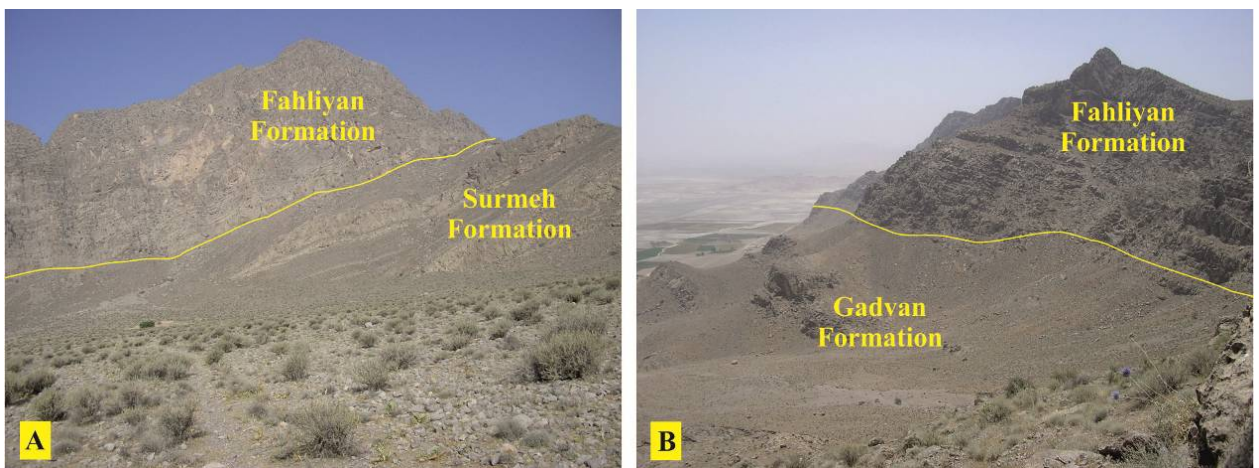 Fahliyan
Formation
Surmeh
Formation
A
Fahliyan
Formation
Gadvan
Formation
B